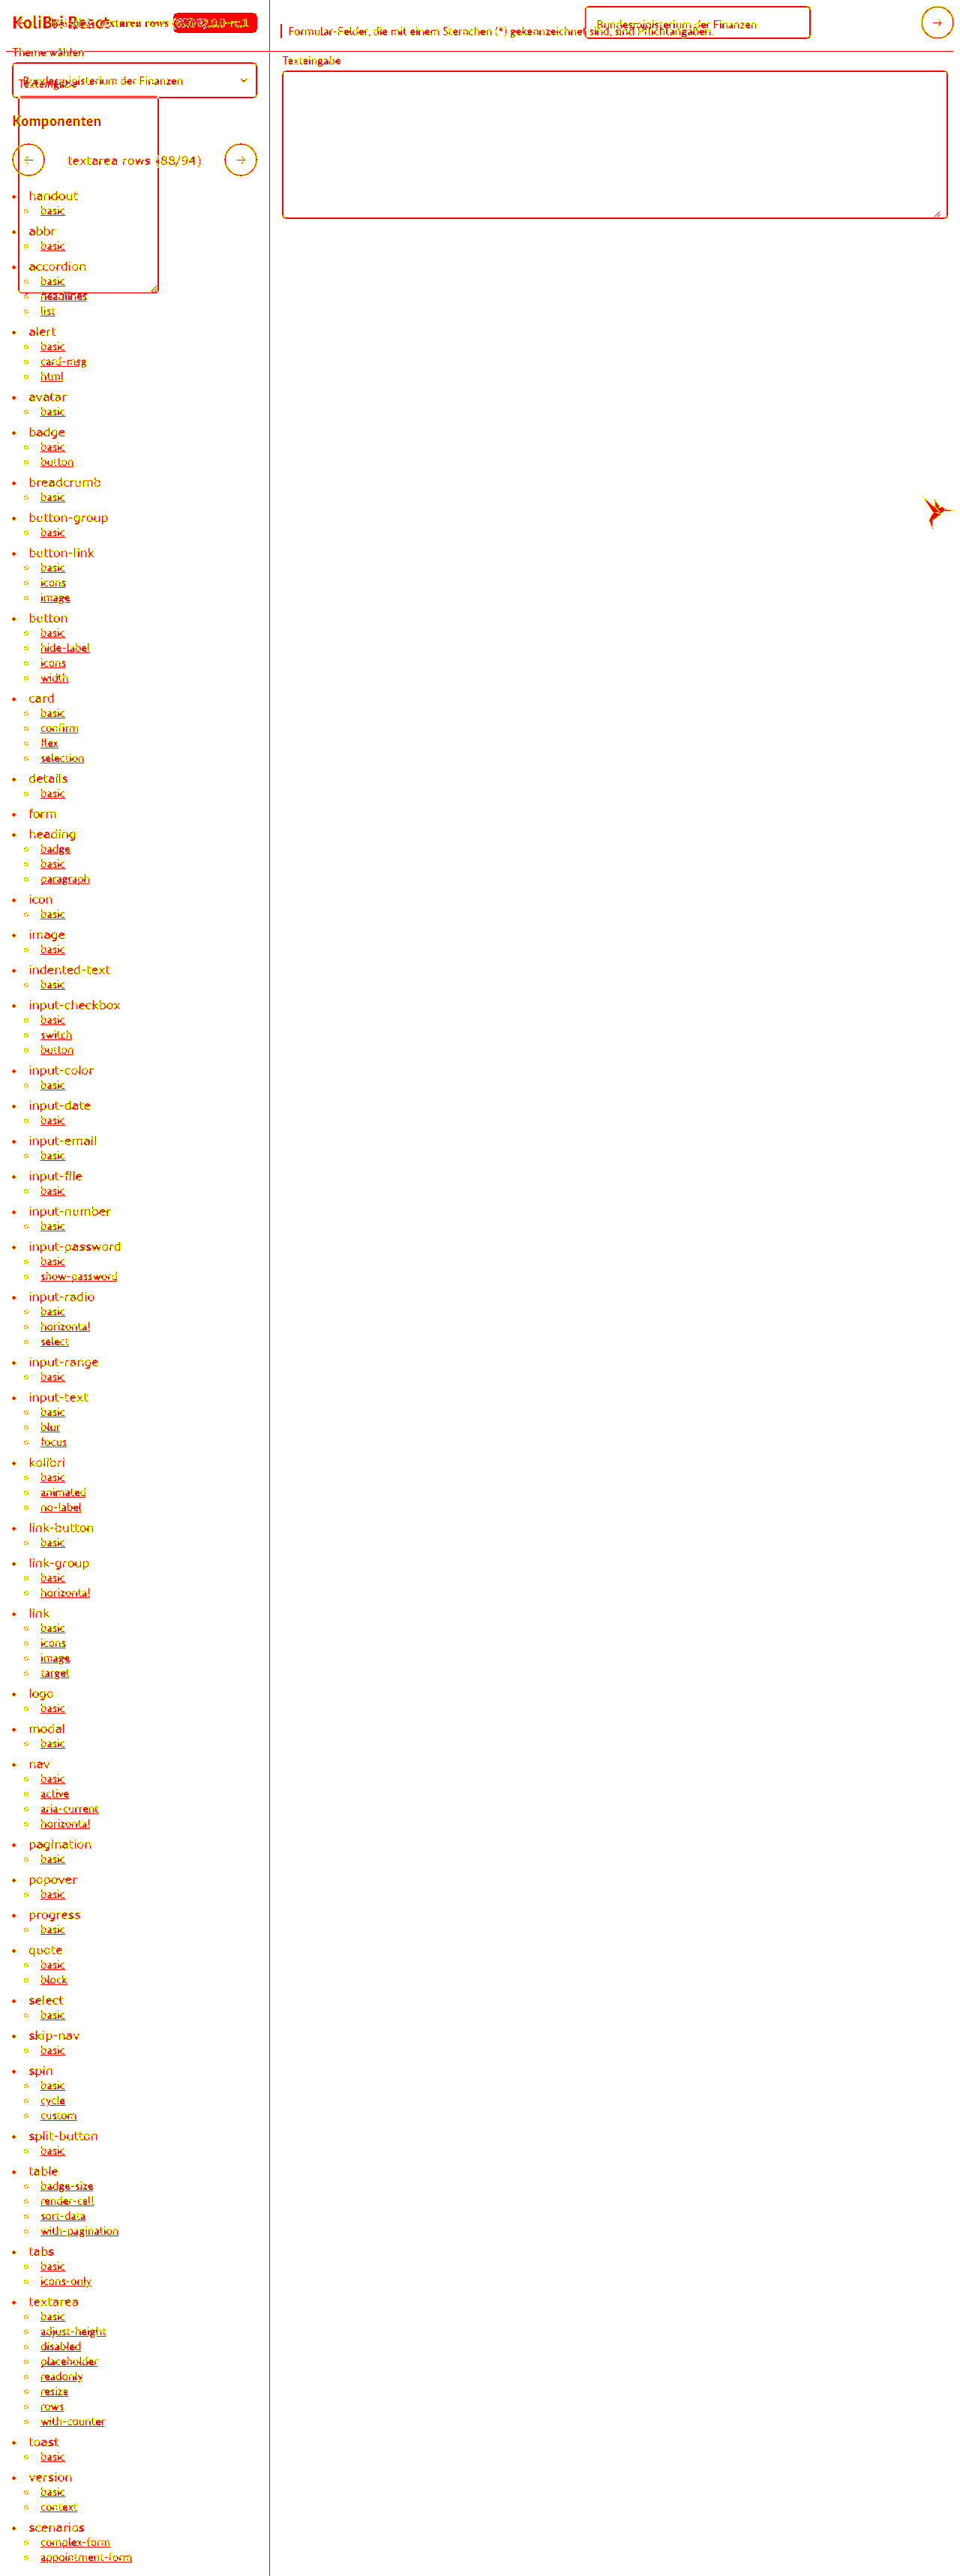 KoliBri React
textarea rows
Formular-Felder, die mit einem Sternchen (*) gekennzeichnet sind, sind Pflichtangaben.
Bundesministerium der Finanzen
→
Theme wählen
Texteingabe
Bundesministerium der Finanzen
Texteingabe
Komponenten
← textarea rows (88/94) →
handout
basic
abbr
basic
accordion
basic
headlines
list
alert
basic
card-msg
html
avatar
basic
badge
basic
button
breadcrumb
basic
button-group
basic
button-link
basic
icons
image
button
basic
hide-label
icons
width
card
basic
confirm
flex
selection
details
basic
form
heading
badge
basic
paragraph
icon
basic
image
basic
indented-text
basic
input-checkbox
basic
switch
button
input-color
basic
input-date
basic
input-email
basic
input-file
basic
input-number
basic
input-password
basic
show-password
input-radio
basic
horizontal
select
input-range
basic
input-text
basic
blur
focus
kolibri
basic
animated
no-label
link-button
basic
link-group
basic
horizontal
link
basic
icons
image
target
logo
basic
modal
basic
nav
basic
active
aria-current
horizontal
pagination
basic
popover
basic
progress
basic
quote
basic
block
select
basic
skip-nav
basic
spin
basic
cycle
custom
split-button
basic
table
badge-size
render-cell
sort-data
with-pagination
tabs
basic
icons-only
textarea
basic
adjust-height
disabled
placeholder
readonly
resize
rows
with-counter
toast
basic
version
basic
context
scenarios
complex-form
appointment-form